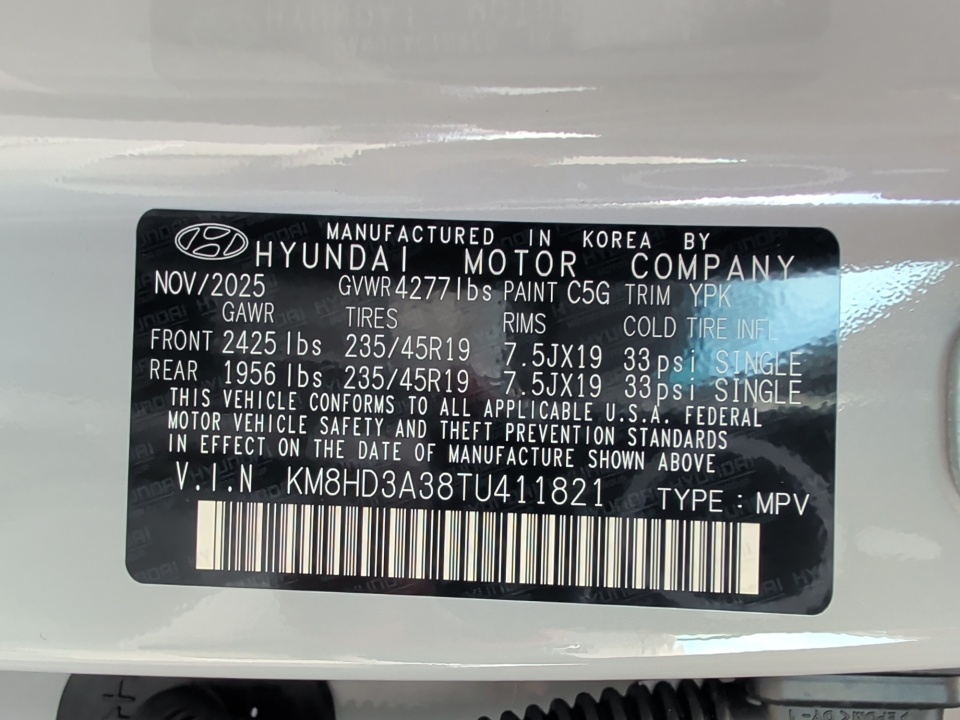 MANUFACTURED IN KOREA BY
HYUNDAI MOTOR COMPANY
NOV/2025 GVWR 4277lbs PAINT C5G TRIM YPK
GAWR TIRES RIMS COLD TIRE INFL
FRONT 2425 lbs 235/45R19 7.5JX19 33psi SINGLE
REAR 1956 lbs 235/45R19 7.5JX19 33psi SINGLE
THIS VEHICLE CONFORMS TO ALL APPLICABLE U.S.A. FEDERAL
MOTOR VEHICLE SAFETY AND THEFT PREVENTION STANDARDS
IN EFFECT ON THE DATE OF MANUFACTURE SHOWN ABOVE
V.I.N KM8HD3A38TU411821 TYPE : MPV